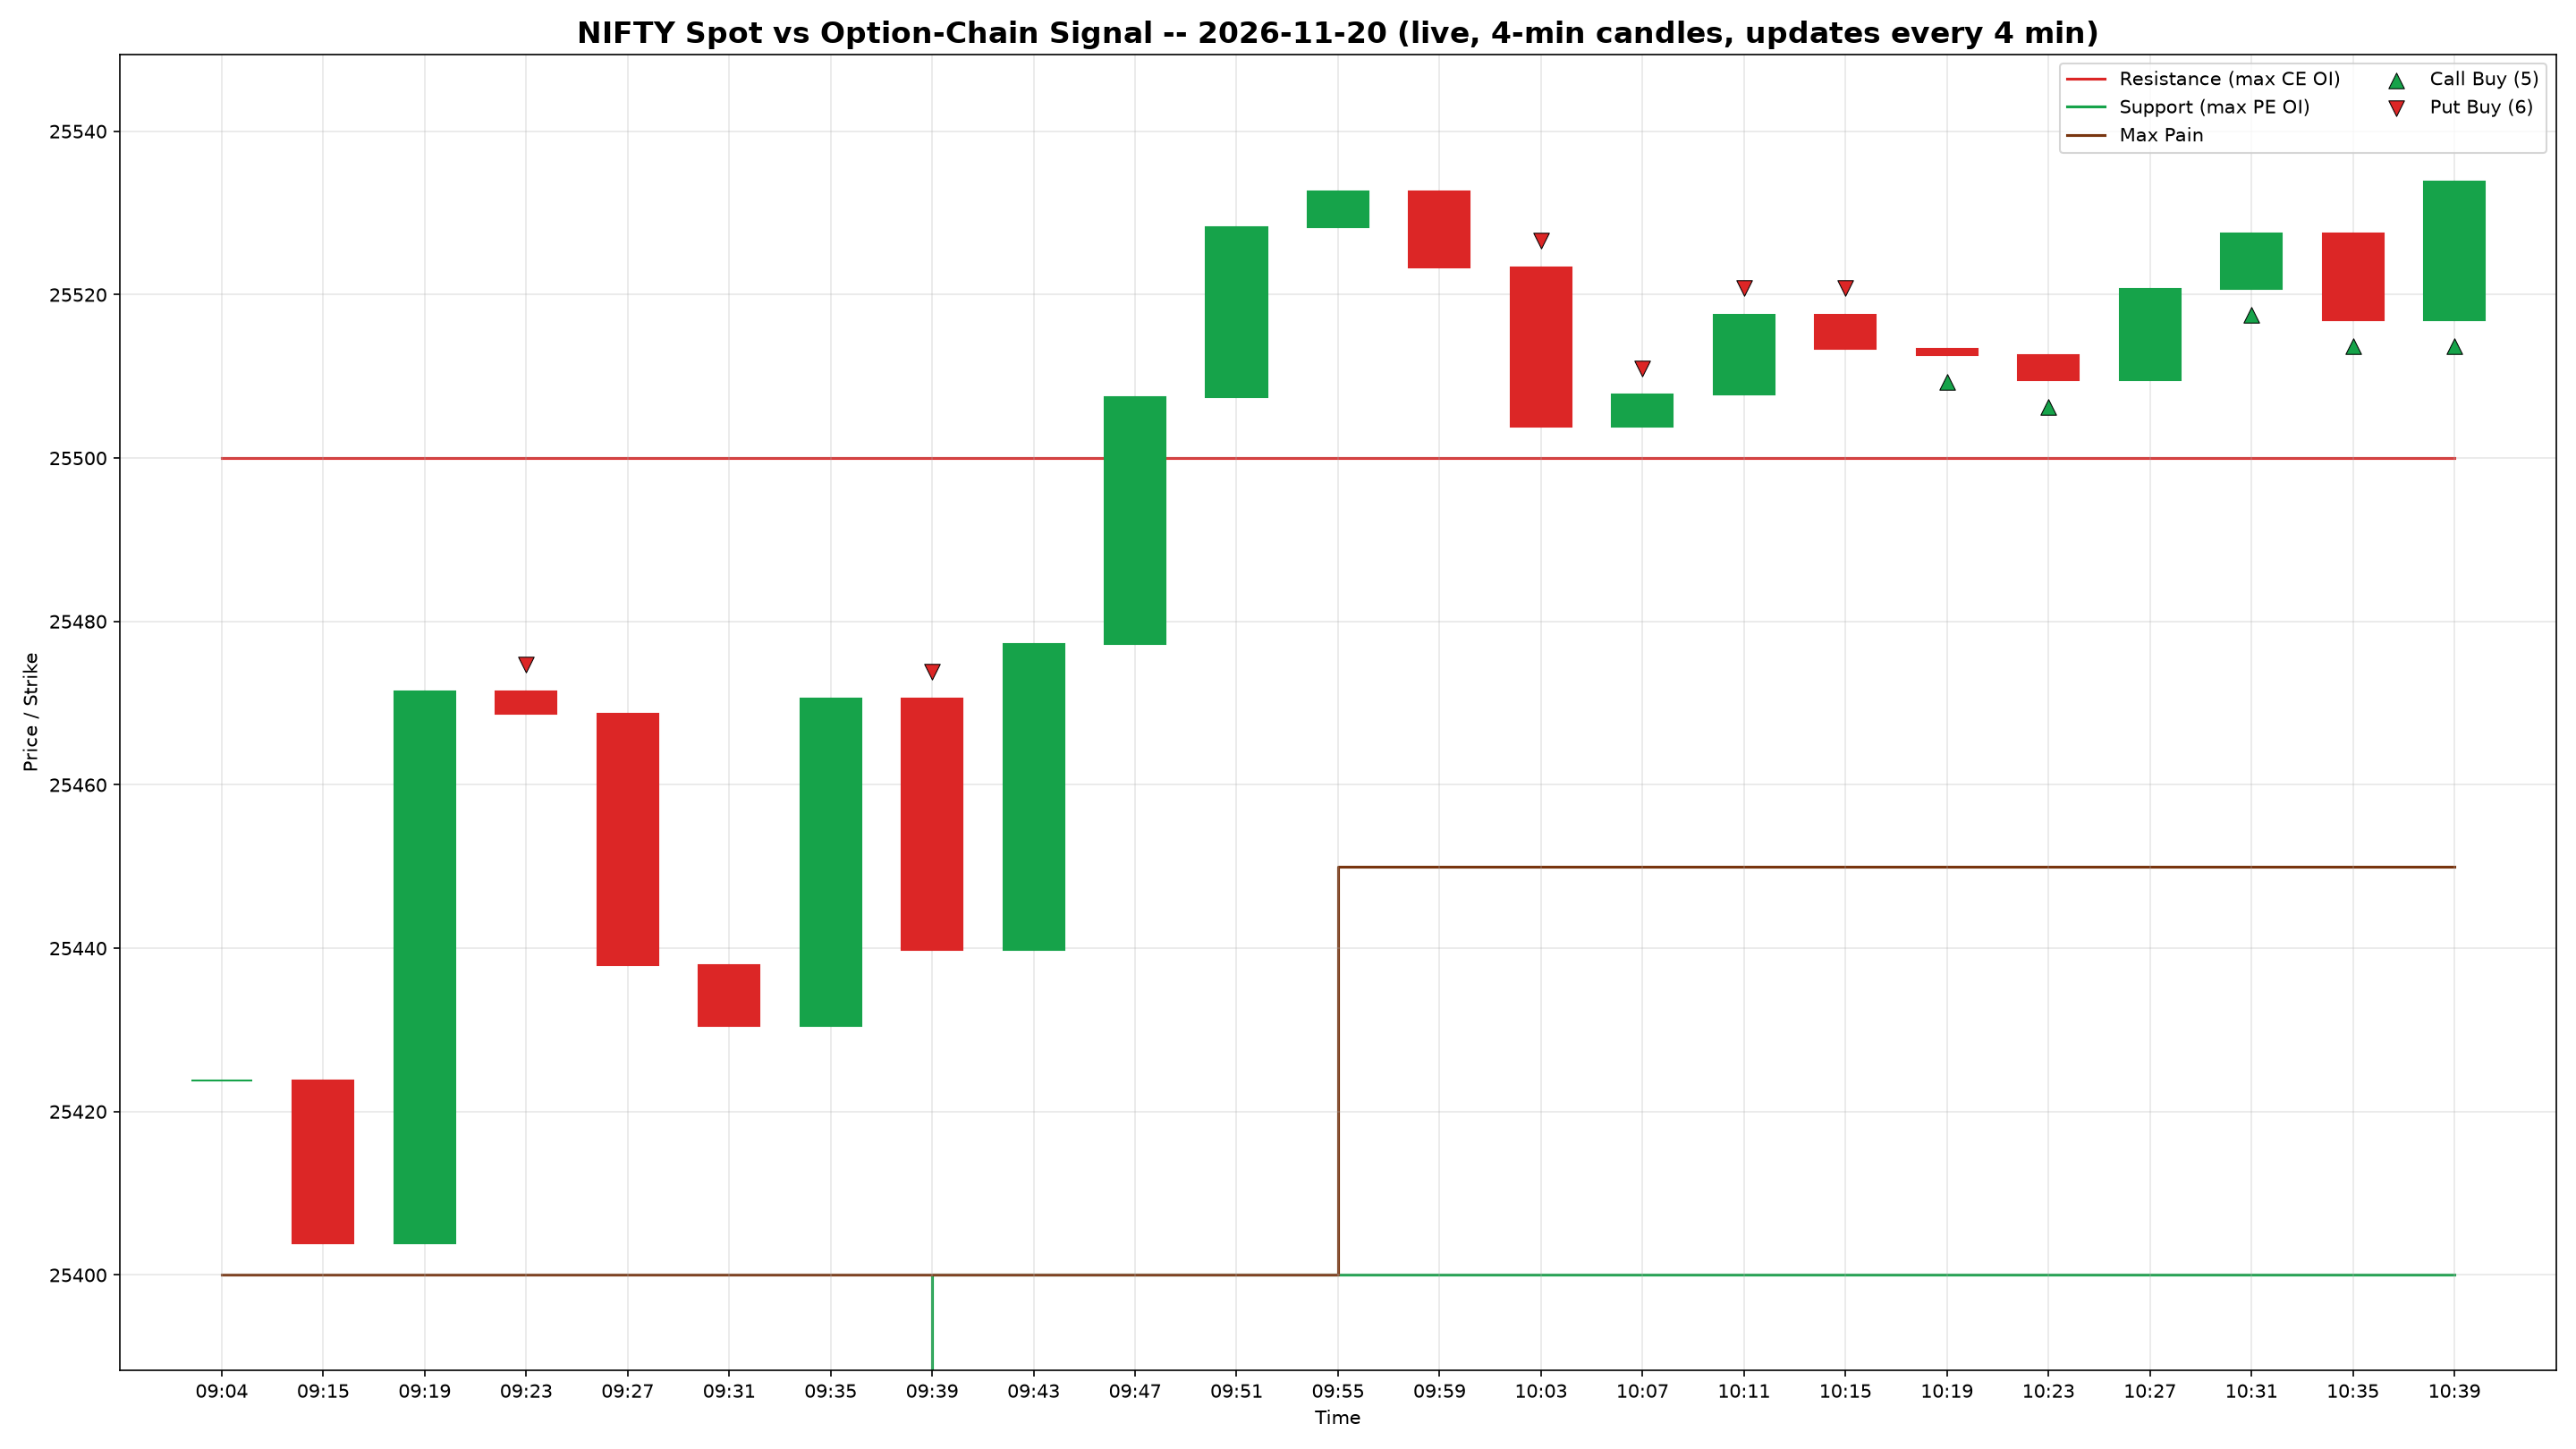 NIFTY Spot vs Option-Chain Signal -- 2026-11-20 (live, 4-min candles, updates every 4 min)
Resistance (max CE OI)
Support (max PE OI)
Max Pain
Call Buy (5)
Put Buy (6)
Price / Strike
25540
25520
25500
25480
25460
25440
25420
25400
09:04 09:15 09:19 09:23 09:27 09:31 09:35 09:39 09:43 09:47 09:51 09:55 09:59 10:03 10:07 10:11 10:15 10:19 10:23 10:27 10:31 10:35 10:39
Time